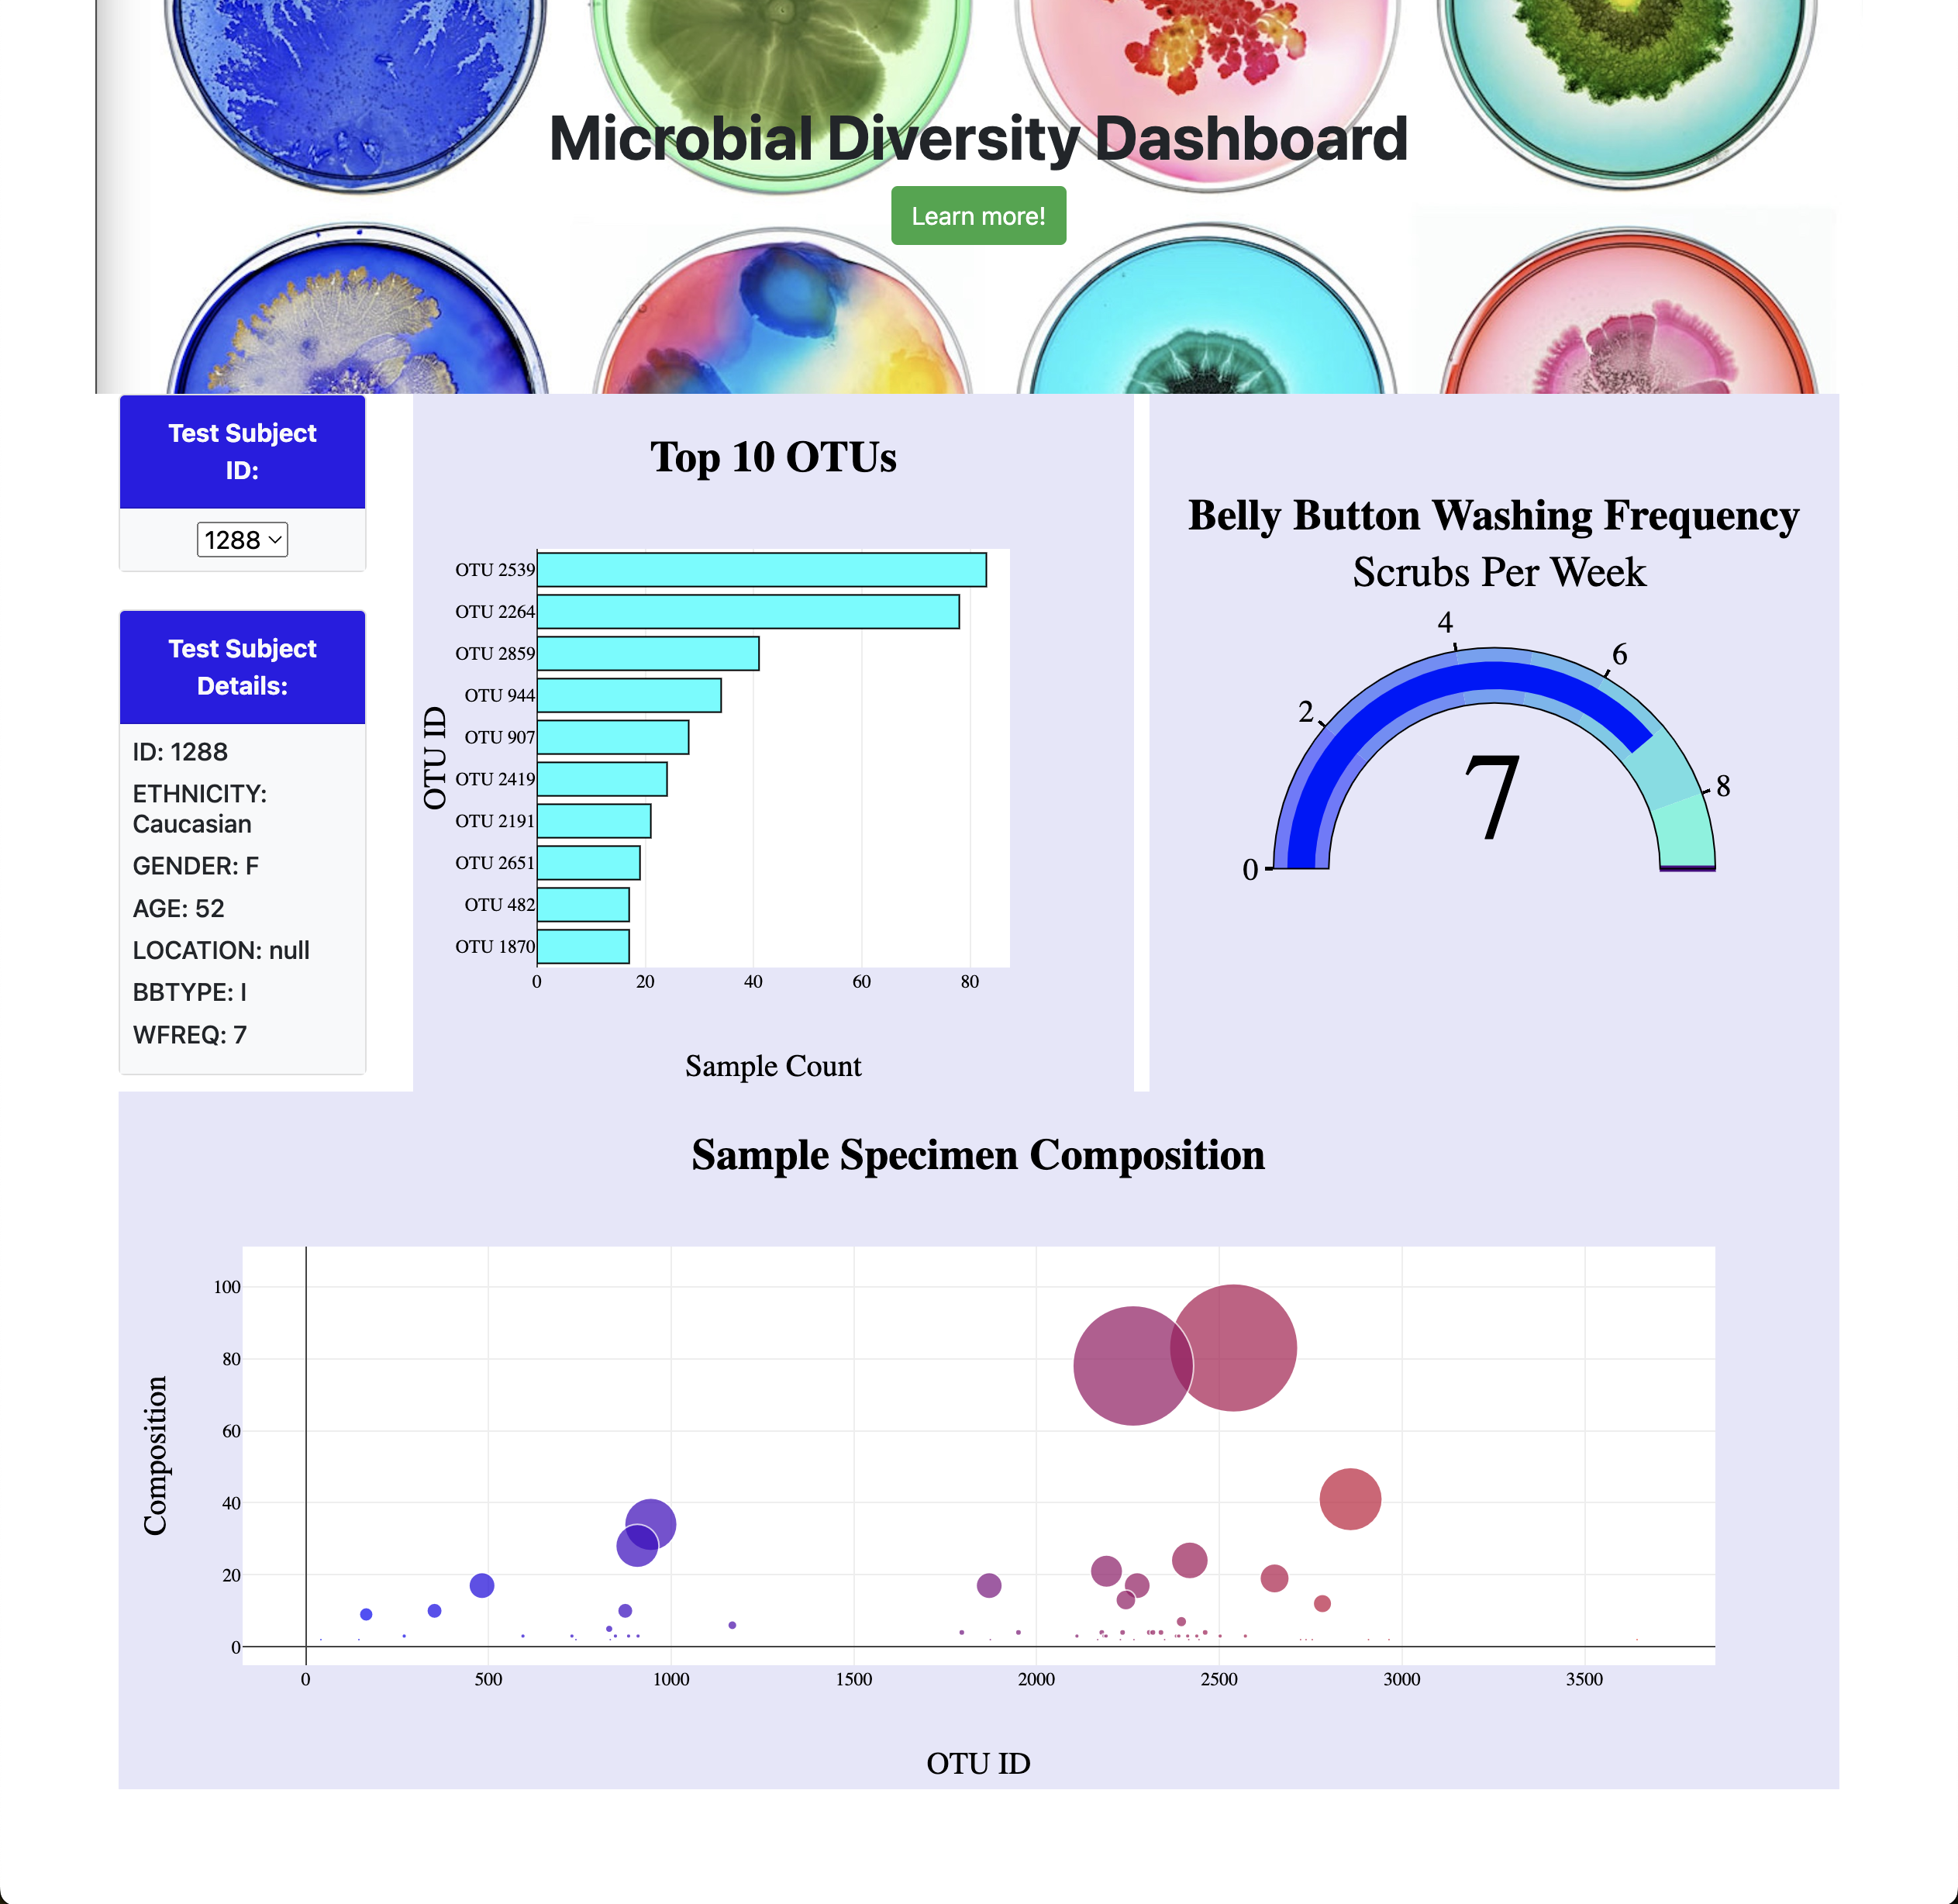 Microbial Diversity Dashboard
Learn more!
Test Subject
ID:
1288
Test Subject
Details:
ID: 1288
ETHNICITY:
Caucasian
GENDER: F
AGE: 52
LOCATION: null
BBTYPE: I
WFREQ: 7
Top 10 OTUs
OTU ID
OTU 2539
OTU 2264
OTU 2859
OTU 944
OTU 907
OTU 2419
OTU 2191
OTU 2651
OTU 482
OTU 1870
0 20 40 60 80
Sample Count
Belly Button Washing Frequency
Scrubs Per Week
0
2
4
6
8
7
Sample Specimen Composition
Composition
100
80
60
40
20
0
0 500 1000 1500 2000 2500 3000 3500
OTU ID